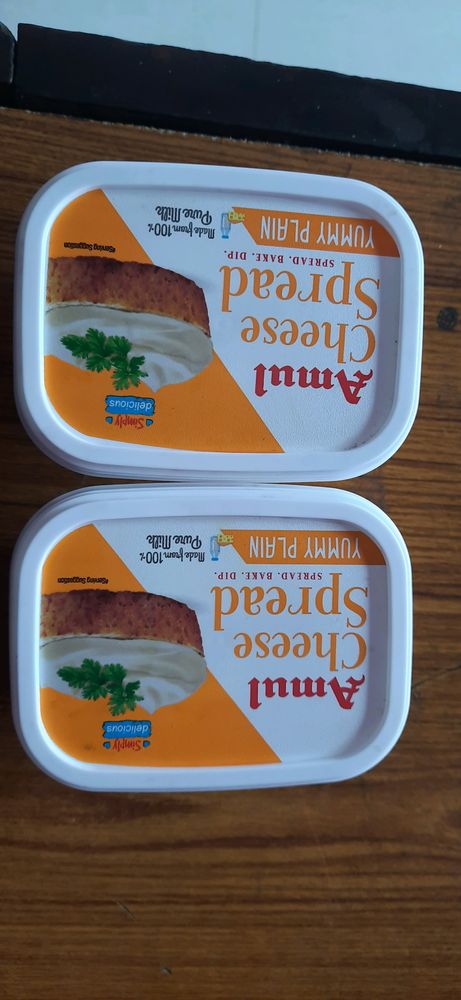 Amul
Cheese
Spread
SPREAD. BAKE. DIP.
YUMMY PLAIN
Made from 100%
Pure Milk
Simply
delicious
#Serving Suggestion
Amul
Cheese
Spread
SPREAD. BAKE. DIP.
YUMMY PLAIN
Made from 100%
Pure Milk
Simply
delicious
#Serving Suggestion